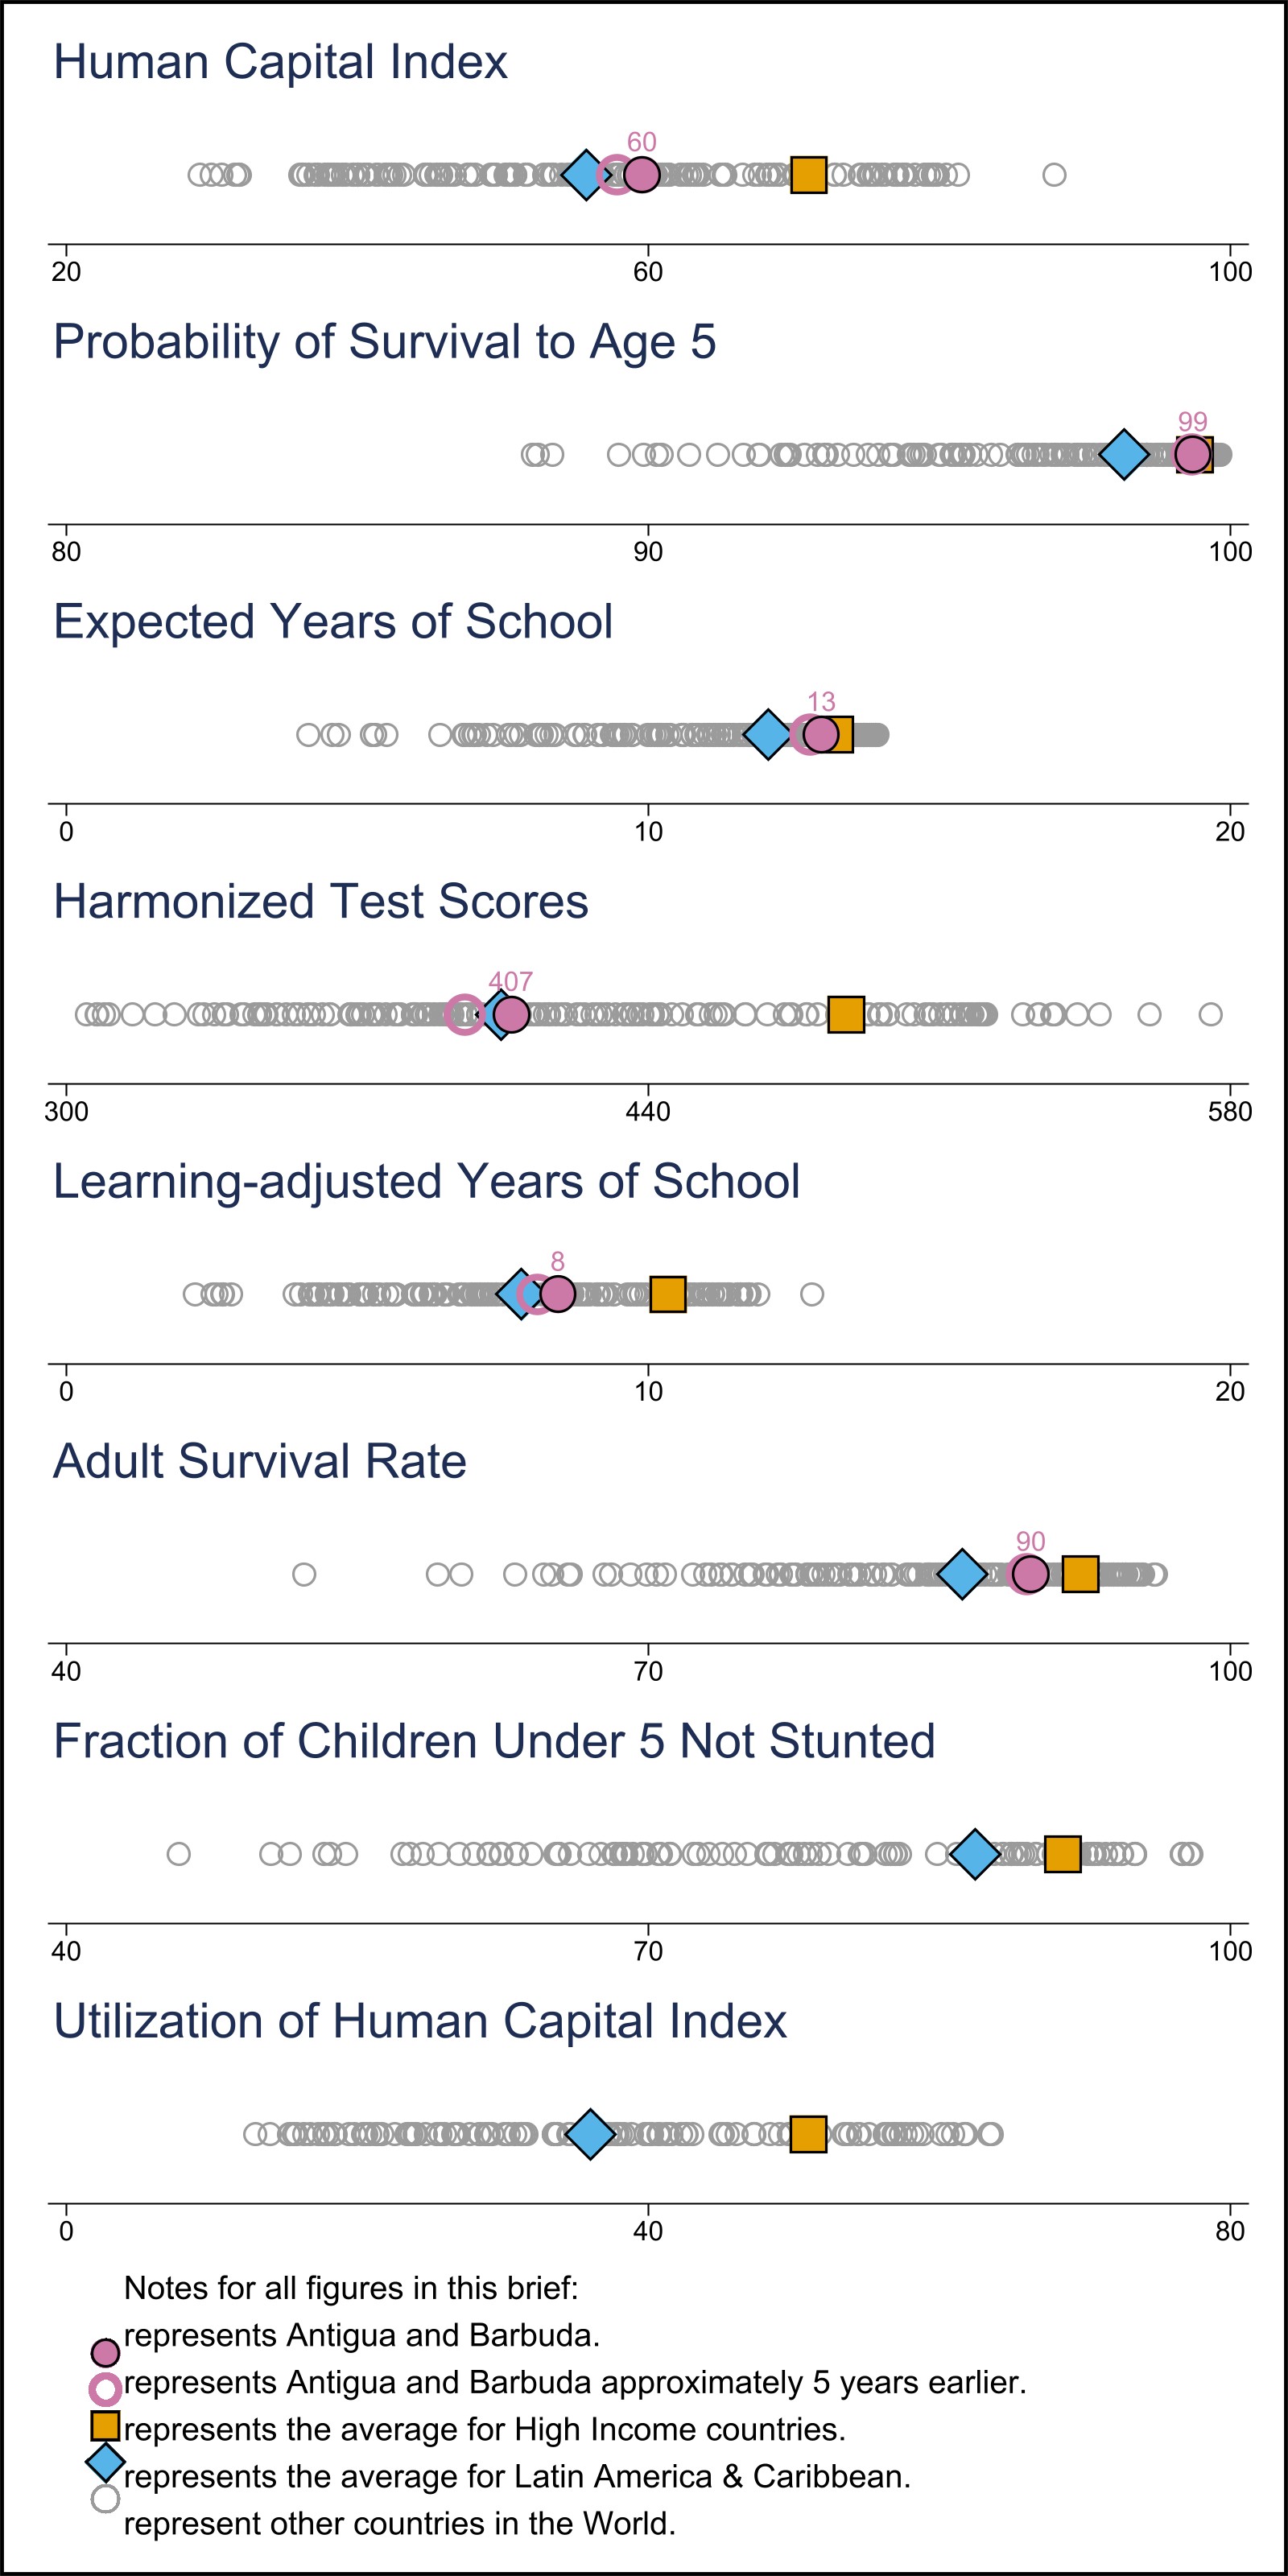 Human Capital Index
60
20 60 100
Probability of Survival to Age 5
99
80 90 100
Expected Years of School
13
0 10 20
Harmonized Test Scores
407
300 440 580
Learning-adjusted Years of School
8
0 10 20
Adult Survival Rate
90
40 70 100
Fraction of Children Under 5 Not Stunted
40 70 100
Utilization of Human Capital Index
0 40 80
Notes for all figures in this brief:
represents Antigua and Barbuda.
represents Antigua and Barbuda approximately 5 years earlier.
represents the average for High Income countries.
represents the average for Latin America & Caribbean.
represent other countries in the World.